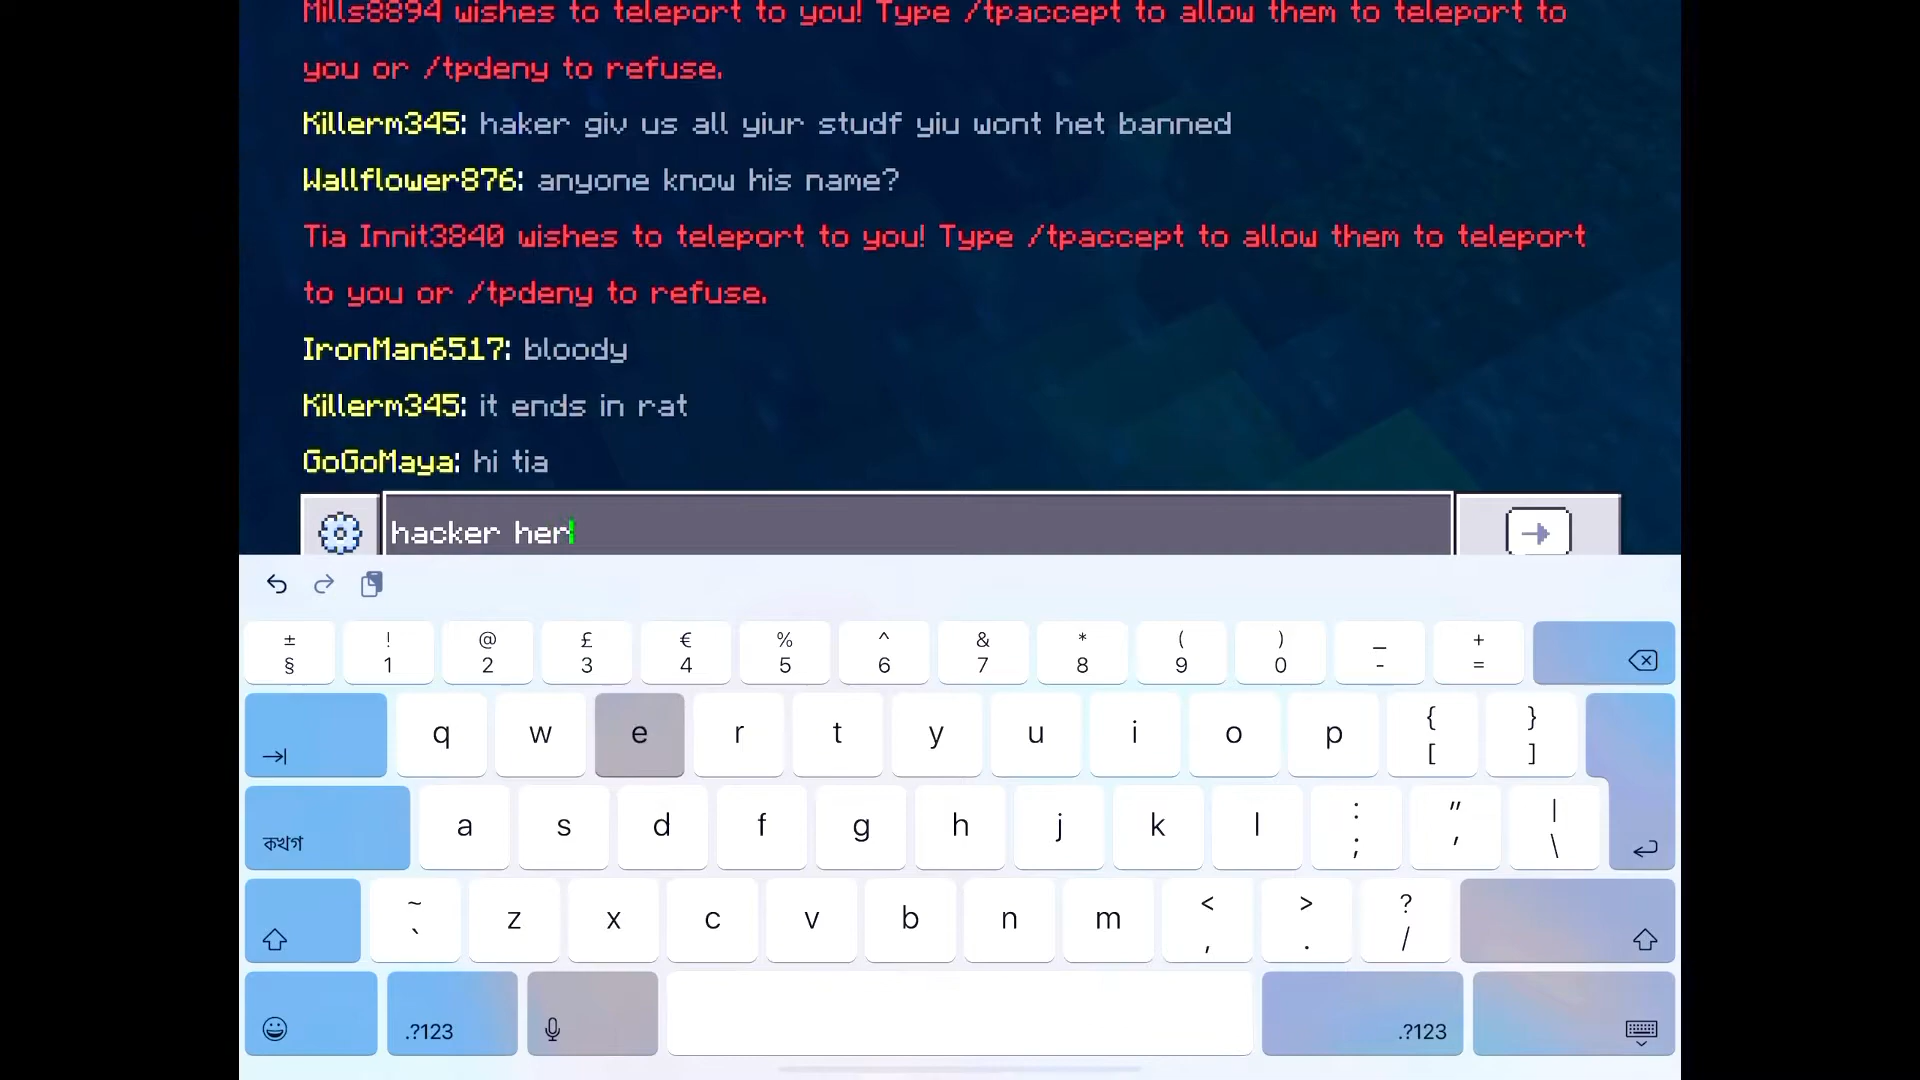 Mills8894 wishes to teleport to you! Type /tpaccept to allow them to teleport to
you or /tpdeny to refuse.
Killerm345: haker giv us all yiur studf yiu wont het banned
Wallflower876: anyone know his name?
Tia Innit3840 wishes to teleport to you! Type /tpaccept to allow them to teleport
to you or /tpdeny to refuse.
IronMan6517: bloody
Killerm345: it ends in rat
GoGoMaya: hi tia
hacker her
± ! @ £ € % ^ & * ( ) _ +
§ 1 2 3 4 5 6 7 8 9 0 - =
q w e r t y u i o p { }
[ ]
কখগ a s d f g h j k l : " |
; ' \
~ z x c v b n m < > ?
` , . /
.?123 .?123